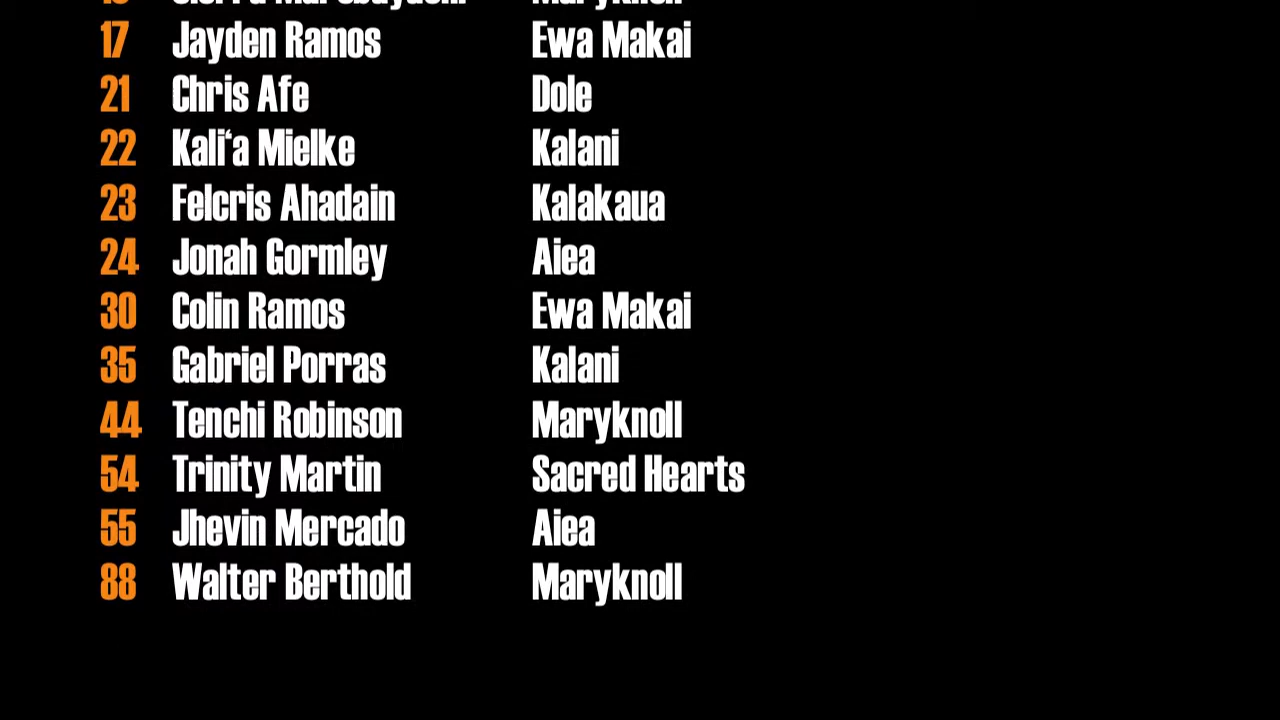 17 Jayden Ramos Ewa Makai
21 Chris Afe Dole
22 Kali‘a Mielke Kalani
23 Felcris Ahadain Kalakaua
24 Jonah Gormley Aiea
30 Colin Ramos Ewa Makai
35 Gabriel Porras Kalani
44 Tenchi Robinson Maryknoll
54 Trinity Martin Sacred Hearts
55 Jhevin Mercado Aiea
88 Walter Berthold Maryknoll